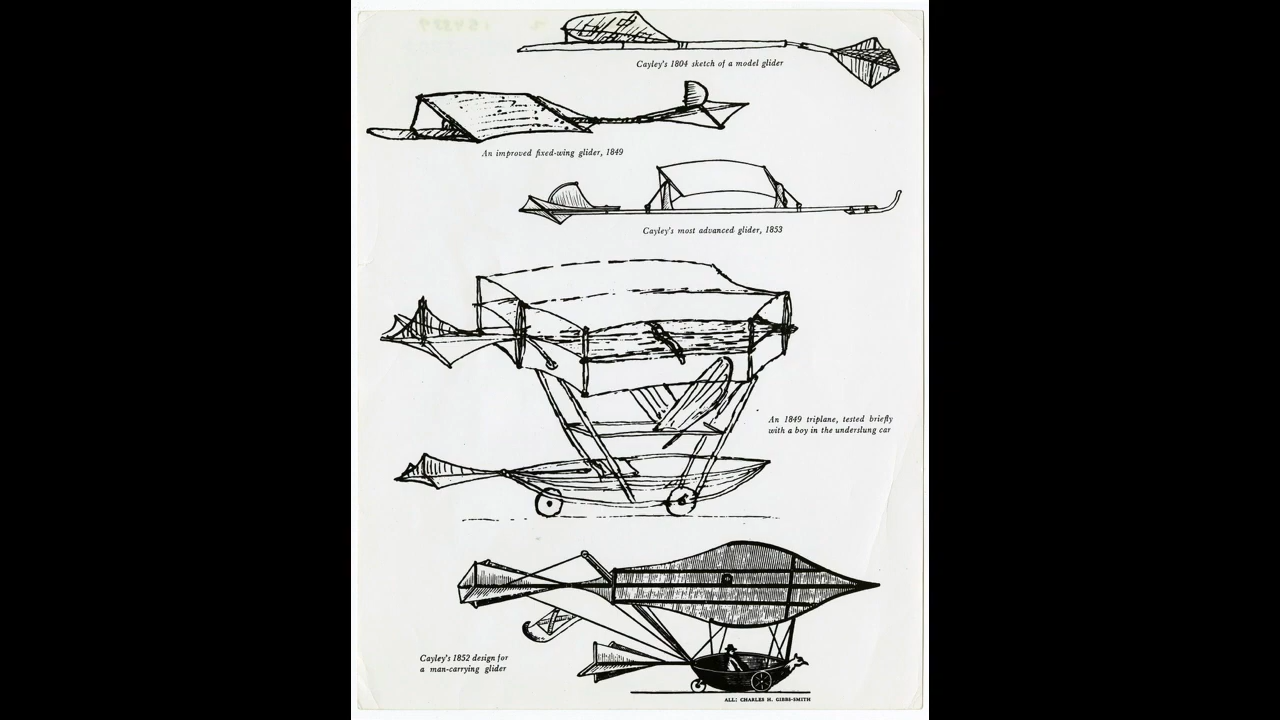 Cayley's 1804 sketch of a model glider
An improved fixed-wing glider, 1849
Cayley's most advanced glider, 1853
An 1849 triplane, tested briefly
with a boy in the underslung car
Cayley's 1852 design for
a man-carrying glider
ALL: CHARLES H. GIBBS-SMITH